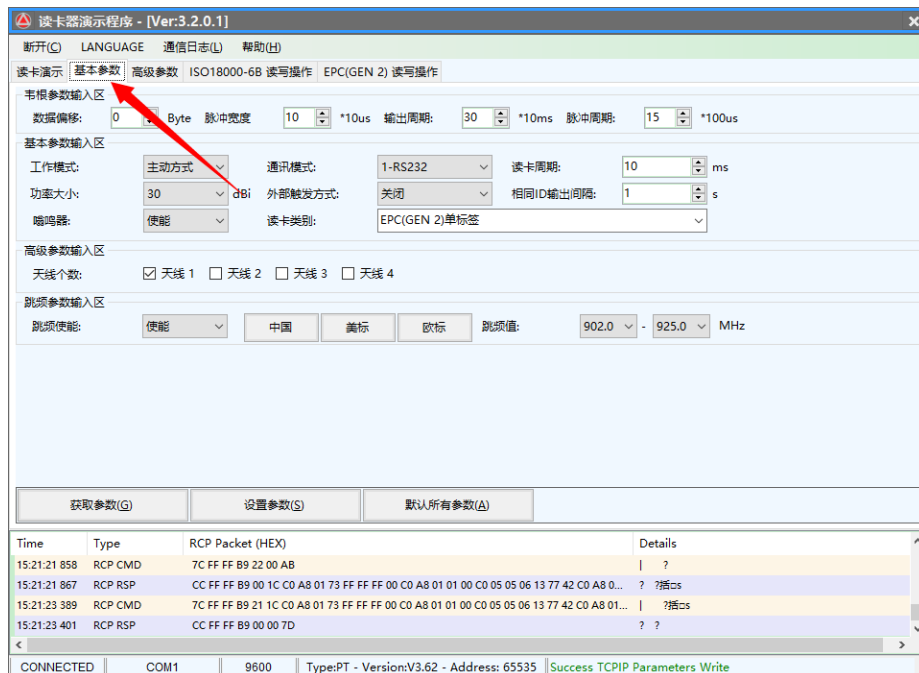 读卡器演示程序 - [Ver:3.2.0.1]
断开(C) LANGUAGE 通信日志(L) 帮助(H)
读卡演示 基本参数 高级参数 ISO18000-6B 读写操作 EPC(GEN 2) 读写操作
韦根参数输入区
数据偏移: 0 Byte 脉冲宽度 10 *10us 输出周期: 30 *10ms 脉冲周期: 15 *100us
基本参数输入区
工作模式: 主动方式 通讯模式: 1-RS232 读卡周期: 10 ms
功率大小: 30 dBi 外部触发方式: 关闭 相同ID输出间隔: 1 s
嗡鸣器: 使能 读卡类别: EPC(GEN 2)单标签
高级参数输入区
天线个数: 天线 1 天线 2 天线 3 天线 4
跳频参数输入区
跳频使能: 使能 中国 美标 欧标 跳频值: 902.0 - 925.0 MHz
获取参数(G) 设置参数(S) 默认所有参数(A)
Time Type RCP Packet (HEX) Details
15:21:21 858 RCP CMD 7C FF FF B9 22 00 AB | ?
15:21:21 867 RCP RSP CC FF FF B9 00 1C C0 A8 01 73 FF FF FF 00 C0 A8 01 01 00 C0 05 05 06 13 77 42 C0 A8 0... ? ?括□s
15:21:23 389 RCP CMD 7C FF FF B9 21 1C C0 A8 01 73 FF FF FF 00 C0 A8 01 01 00 C0 05 05 06 13 77 42 C0 A8 01... | ?括□s
15:21:23 401 RCP RSP CC FF FF B9 00 00 7D ? ?
CONNECTED COM1 9600 Type:PT - Version:V3.62 - Address: 65535 Success TCPIP Parameters Write